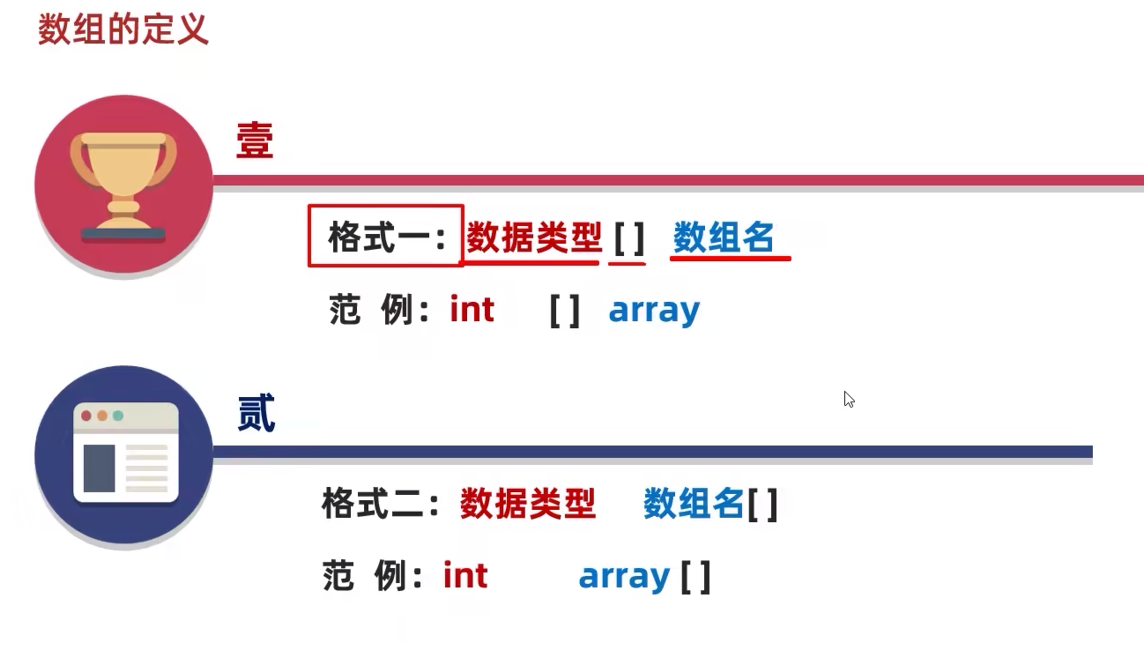 数组的定义
壹
格式一：数据类型 [ ] 数组名
范 例：int [ ] array
贰
格式二：数据类型 数组名[ ]
范 例：int array [ ]